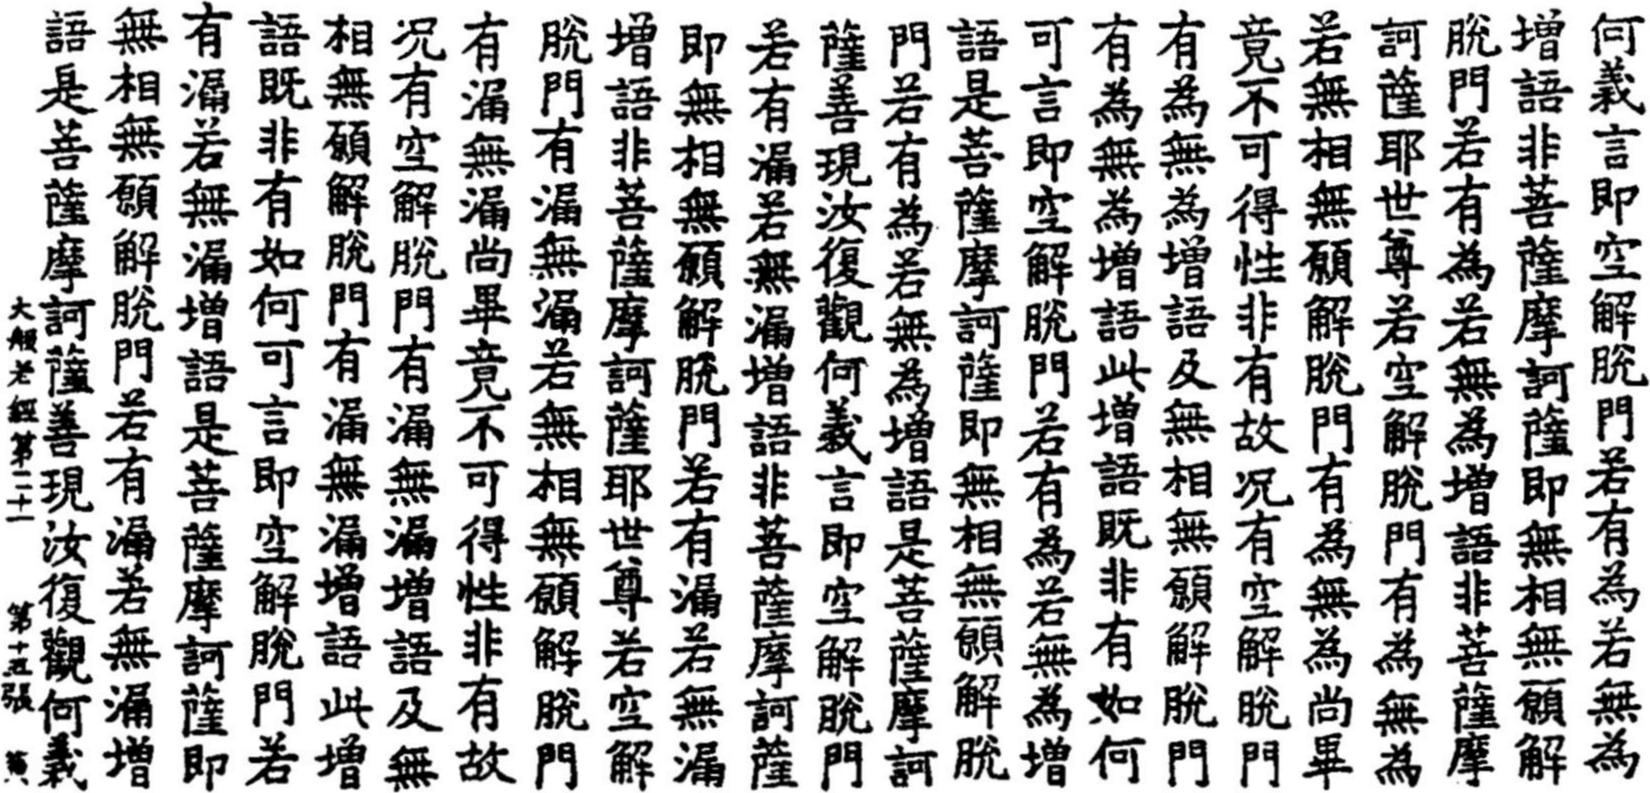 何義言即空解脫門若有為若無為
增語非菩薩摩訶薩即無相無願解
脫門若有為若無為增語非菩薩摩
訶薩耶世尊若空解脫門有為無為
若無相無願解脫門有為無為尚畢
竟不可得性非有故况有空解脫門
有為無為增語及無相無願解脫門
有為無為增語此增語既非有如何
可言即空解脫門若有為若無為增
語是菩薩摩訶薩即無相無願解脫
門若有為若無為增語是菩薩摩訶
薩善現汝復觀何義言即空解脫門
若有漏若無漏增語非菩薩摩訶薩
即無相無願解脫門若有漏若無漏
增語非菩薩摩訶薩耶世尊若空解
脫門有漏無漏若無相無願解脫門
有漏無漏尚畢竟不可得性非有故
况有空解脫門有漏無漏增語及無
相無願解脫門有漏無漏增語此增
語既非有如何可言即空解脫門若
有漏若無漏增語是菩薩摩訶薩即
無相無願解脫門若有漏若無漏增
語是菩薩摩訶薩善現汝復觀何義
大般若經第二十一 第十五張